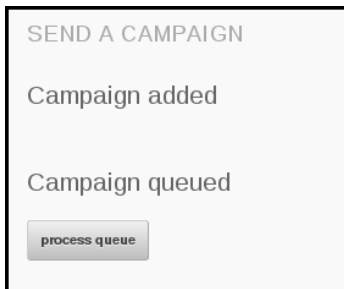 SEND A CAMPAIGN
Campaign added
Campaign queued
process queue